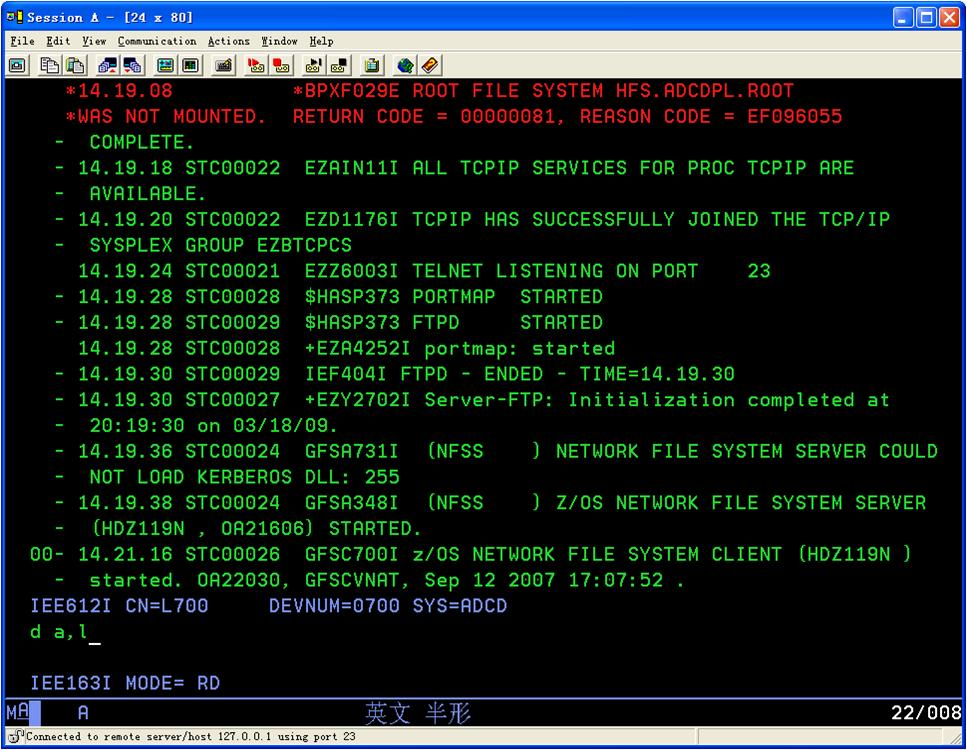 Session A - [24 x 80]
File Edit View Communication Actions Window Help
*14.19.08          *BPXF029E ROOT FILE SYSTEM HFS.ADCDPL.ROOT
*WAS NOT MOUNTED.  RETURN CODE = 00000081, REASON CODE = EF096055
-  COMPLETE.
- 14.19.18 STC00022  EZAIN11I ALL TCPIP SERVICES FOR PROC TCPIP ARE
-  AVAILABLE.
- 14.19.20 STC00022  EZD1176I TCPIP HAS SUCCESSFULLY JOINED THE TCP/IP
-  SYSPLEX GROUP EZBTCPCS
14.19.24 STC00021  EZZ6003I TELNET LISTENING ON PORT    23
- 14.19.28 STC00028  $HASP373 PORTMAP  STARTED
- 14.19.28 STC00029  $HASP373 FTPD     STARTED
14.19.28 STC00028  +EZA4252I portmap: started
- 14.19.30 STC00029  IEF404I FTPD - ENDED - TIME=14.19.30
- 14.19.30 STC00027  +EZY2702I Server-FTP: Initialization completed at
-  20:19:30 on 03/18/09.
- 14.19.36 STC00024  GFSA731I  (NFSS    ) NETWORK FILE SYSTEM SERVER COULD
-  NOT LOAD KERBEROS DLL: 255
- 14.19.38 STC00024  GFSA348I  (NFSS    ) Z/OS NETWORK FILE SYSTEM SERVER
-  (HDZ119N , OA21606) STARTED.
00- 14.21.16 STC00026  GFSC700I z/OS NETWORK FILE SYSTEM CLIENT (HDZ119N )
-  started. OA22030, GFSCVNAT, Sep 12 2007 17:07:52 .
IEE612I CN=L700     DEVNUM=0700 SYS=ADCD
d a,l_
IEE163I MODE= RD
MA A 英文 半形 22/008
Connected to remote server/host 127.0.0.1 using port 23